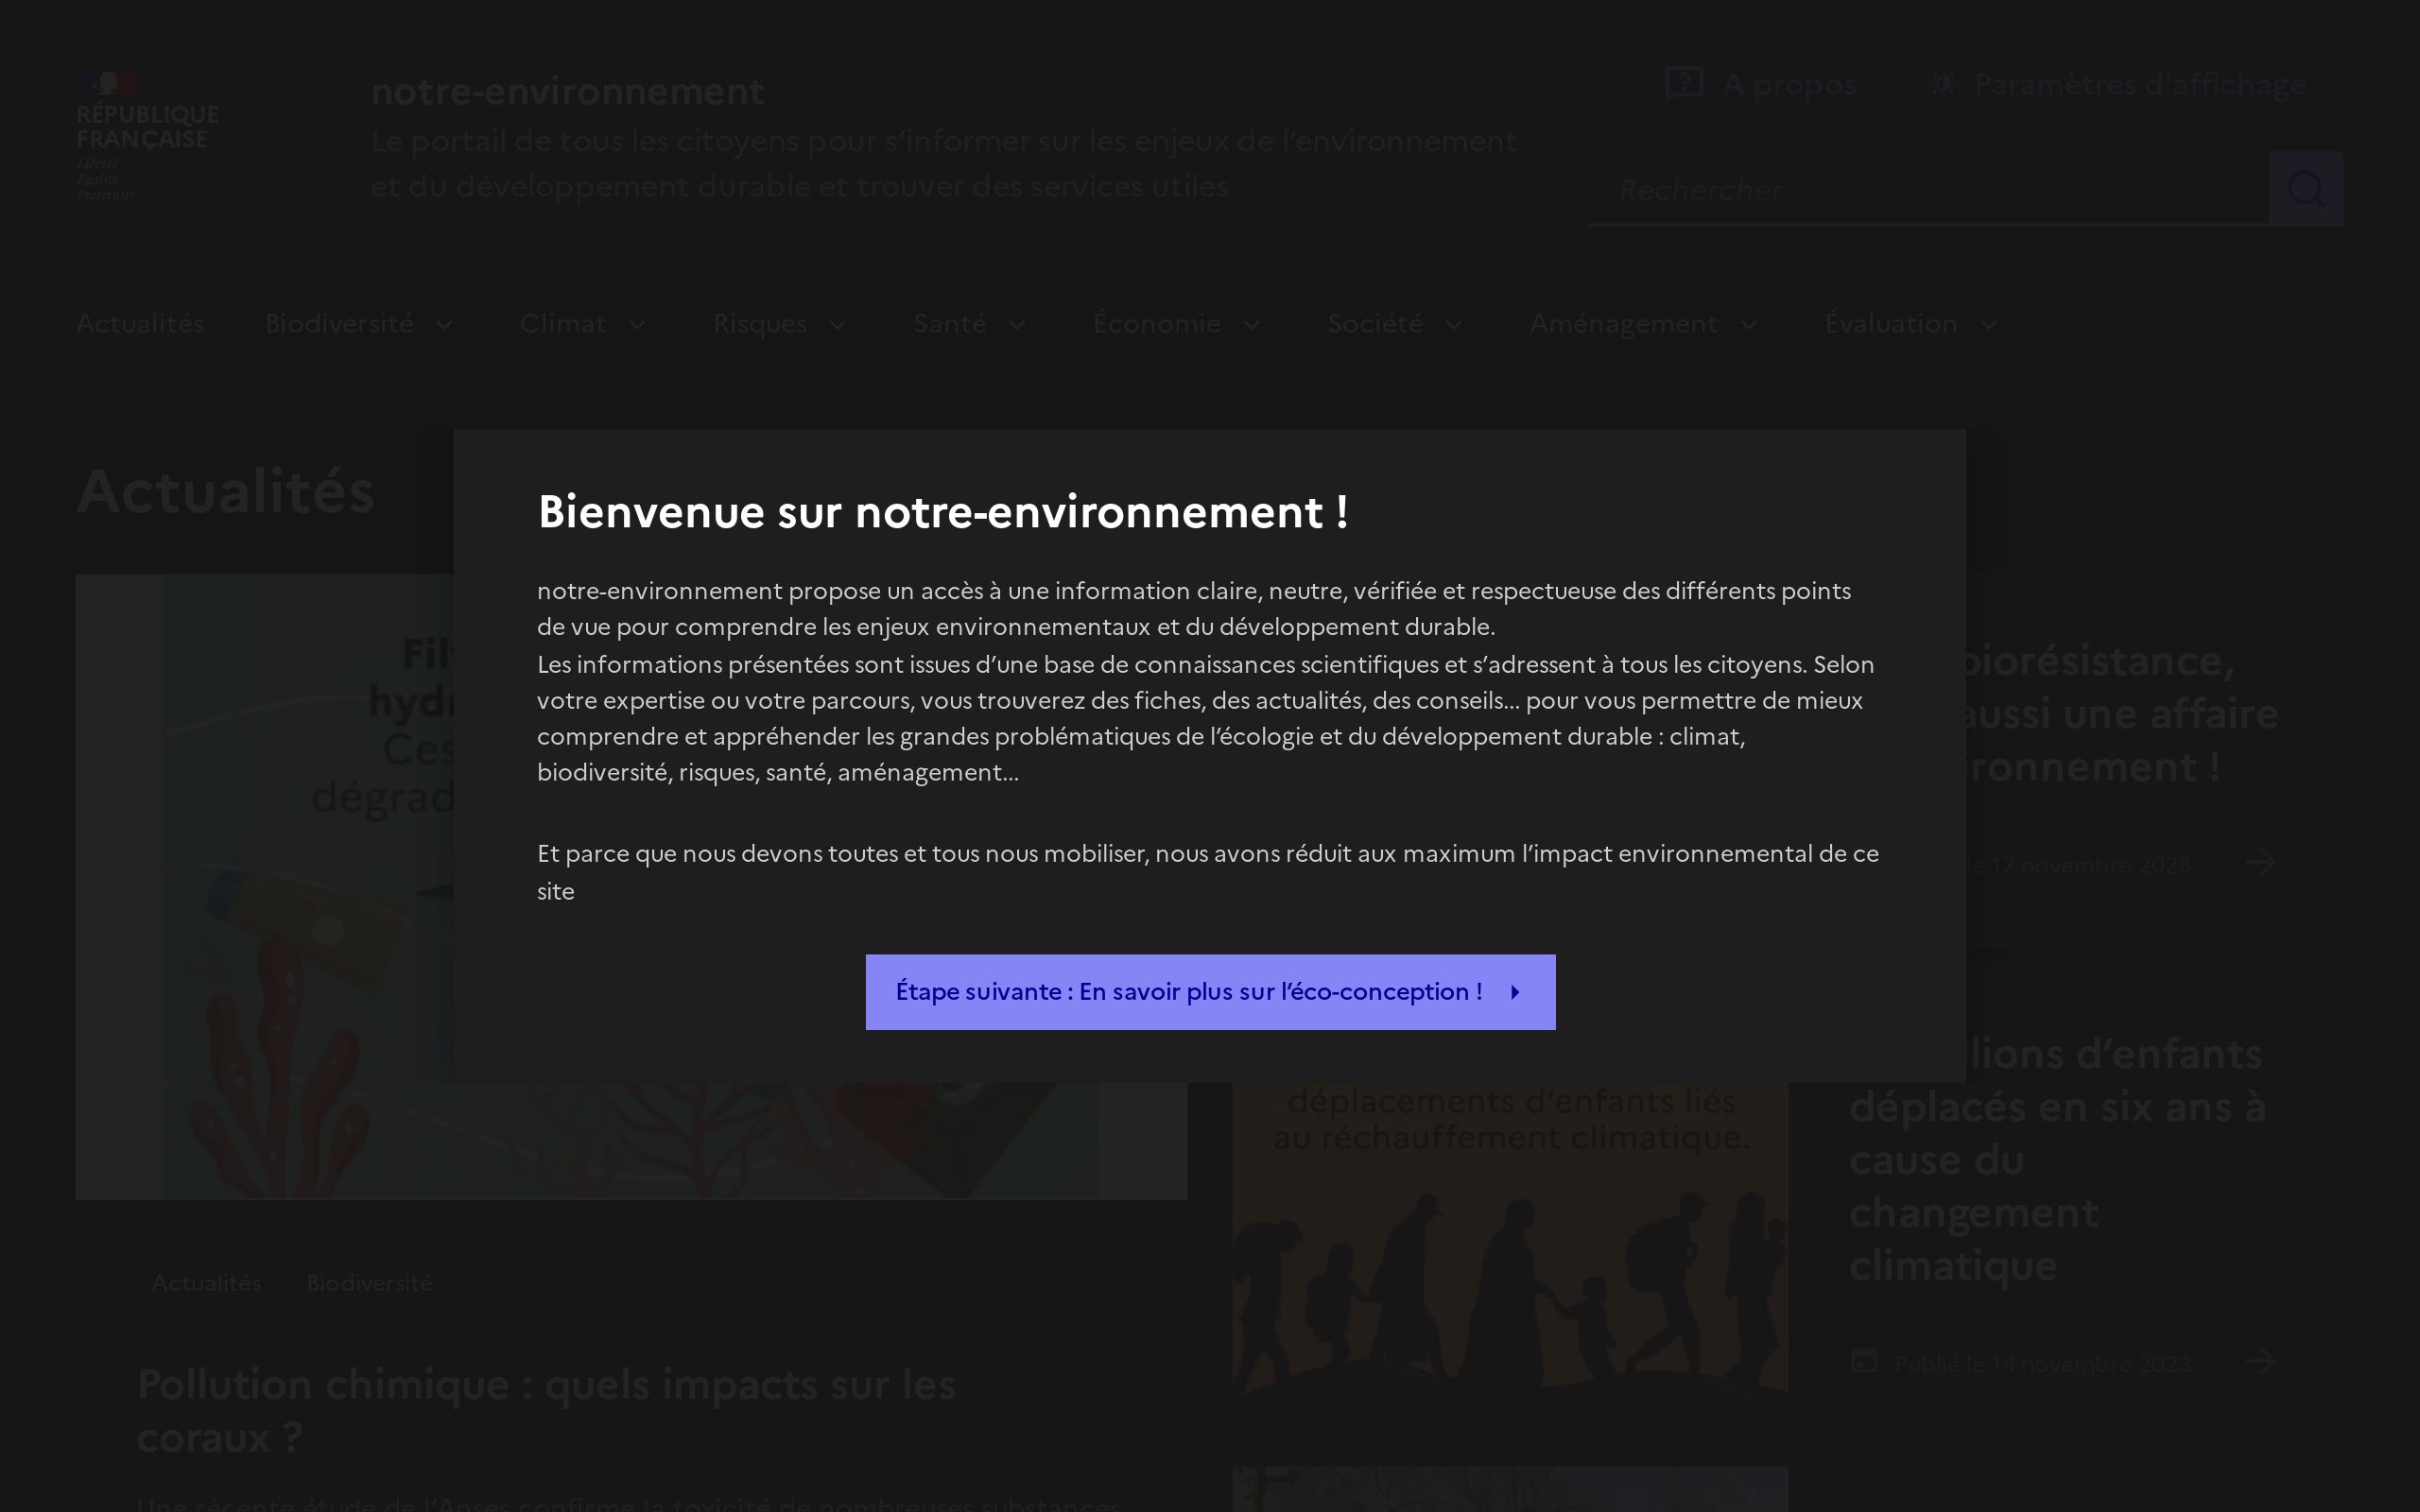 RÉPUBLIQUE
FRANÇAISE
Liberté
Égalité
Fraternité
notre-environnement
Le portail de tous les citoyens pour s’informer sur les enjeux de l’environnement
et du développement durable et trouver des services utiles
A propos
Paramètres d'affichage
Rechercher
Actualités
Biodiversité
Climat
Risques
Santé
Économie
Société
Aménagement
Évaluation
Actualités
Bienvenue sur notre-environnement !
notre-environnement propose un accès à une information claire, neutre, vérifiée et respectueuse des différents points
de vue pour comprendre les enjeux environnementaux et du développement durable.
Les informations présentées sont issues d’une base de connaissances scientifiques et s’adressent à tous les citoyens. Selon
votre expertise ou votre parcours, vous trouverez des fiches, des actualités, des conseils... pour vous permettre de mieux
comprendre et appréhender les grandes problématiques de l’écologie et du développement durable : climat,
biodiversité, risques, santé, aménagement...
Et parce que nous devons toutes et tous nous mobiliser, nous avons réduit aux maximum l’impact environnemental de ce
site
Étape suivante : En savoir plus sur l’éco-conception !
Fil
hydr
Ces
dégrad
biorésistance,
aussi une affaire
ironnement !
le 17 novembre 2023
déplacements d’enfants liés
au réchauffement climatique.
lions d’enfants
déplacés en six ans à
cause du
changement
climatique
Publié le 14 novembre 2023
Actualités
Biodiversité
Pollution chimique : quels impacts sur les
coraux ?
Une récente étude de l’Anses confirme la toxicité de nombreuses substances